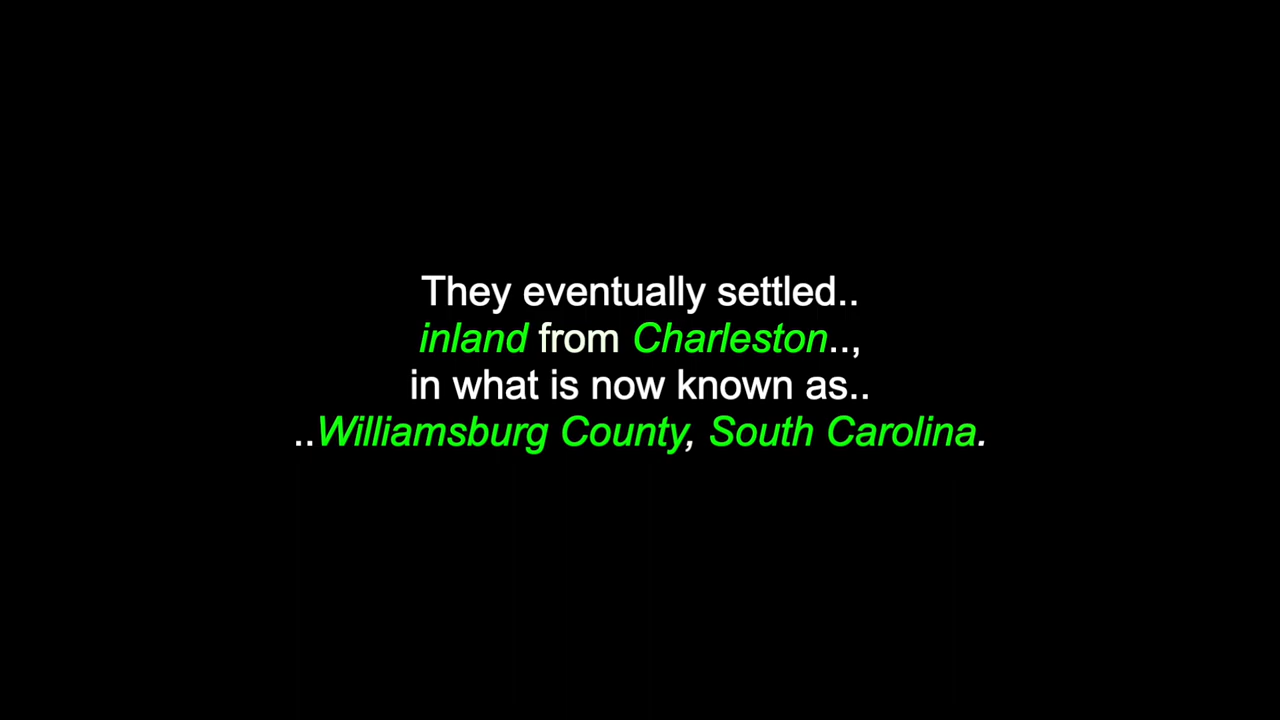 They eventually settled..
inland from Charleston..,
in what is now known as..
..Williamsburg County, South Carolina.